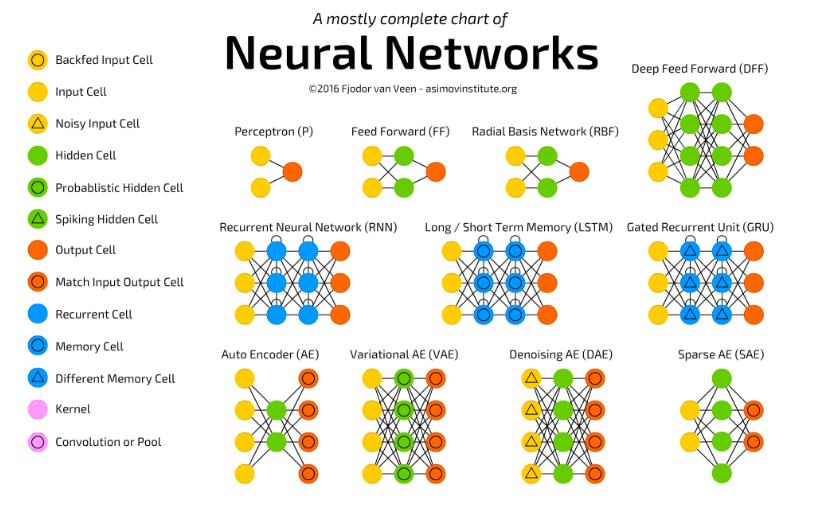 A mostly complete chart of
Neural Networks
©2016 Fjodor van Veen - asimovinstitute.org
Backfed Input Cell
Input Cell
Noisy Input Cell
Hidden Cell
Probablistic Hidden Cell
Spiking Hidden Cell
Output Cell
Match Input Output Cell
Recurrent Cell
Memory Cell
Different Memory Cell
Kernel
Convolution or Pool
Deep Feed Forward (DFF)
Perceptron (P)
Feed Forward (FF)
Radial Basis Network (RBF)
Recurrent Neural Network (RNN)
Long / Short Term Memory (LSTM)
Gated Recurrent Unit (GRU)
Auto Encoder (AE)
Variational AE (VAE)
Denoising AE (DAE)
Sparse AE (SAE)